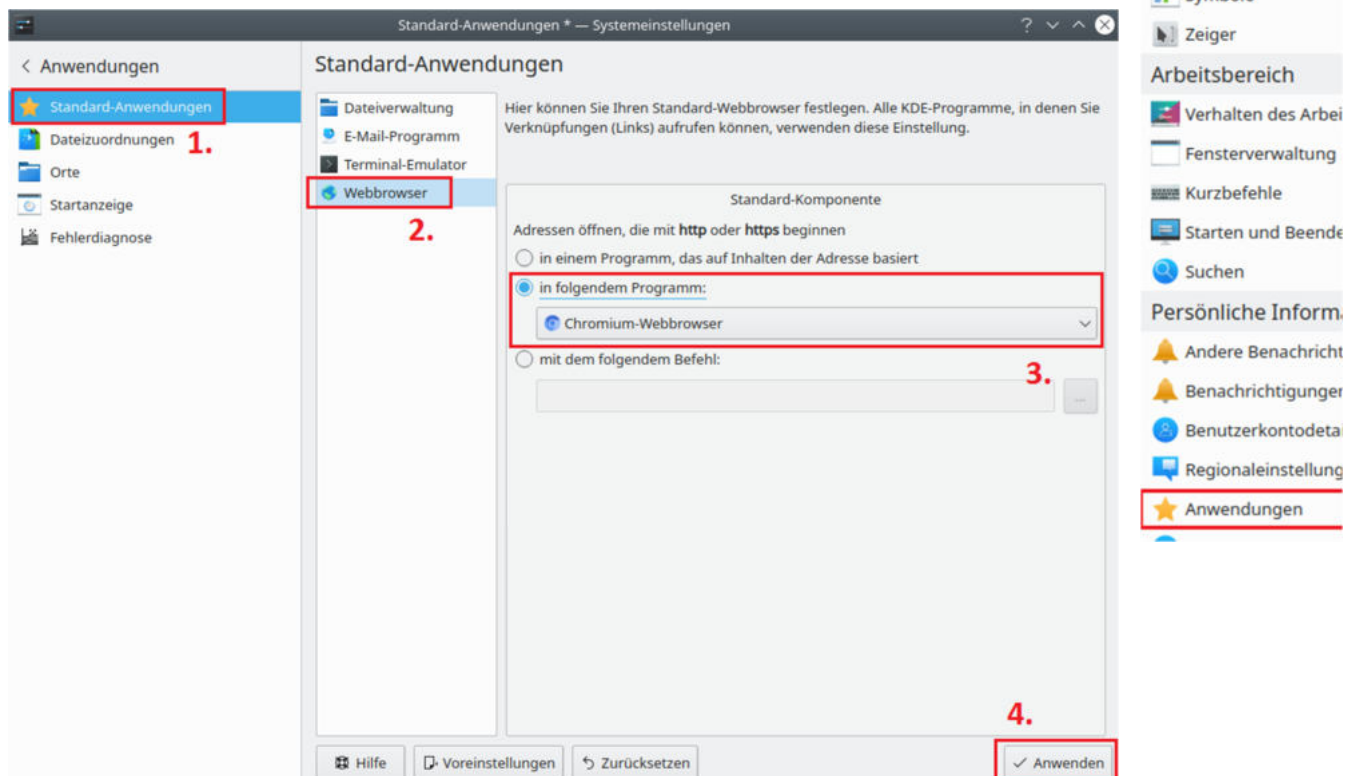 Standard-Anwendungen * — Systemeinstellungen
?
< Anwendungen
Standard-Anwendungen
1.
Dateizuordnungen
Orte
Startanzeige
Fehlerdiagnose
Standard-Anwendungen
Dateiverwaltung
E-Mail-Programm
Terminal-Emulator
Webbrowser
2.
Hier können Sie Ihren Standard-Webbrowser festlegen. Alle KDE-Programme, in denen Sie
Verknüpfungen (Links) aufrufen können, verwenden diese Einstellung.
Standard-Komponente
Adressen öffnen, die mit http oder https beginnen
in einem Programm, das auf Inhalten der Adresse basiert
in folgendem Programm:
Chromium-Webbrowser
mit dem folgendem Befehl:
3.
...
4.
Hilfe
Voreinstellungen
Zurücksetzen
Anwenden
Zeiger
Arbeitsbereich
Verhalten des Arbei
Fensterverwaltung
Kurzbefehle
Starten und Beende
Suchen
Persönliche Inform
Andere Benachricht
Benachrichtigunger
Benutzerkontodetai
Regionaleinstellung
Anwendungen